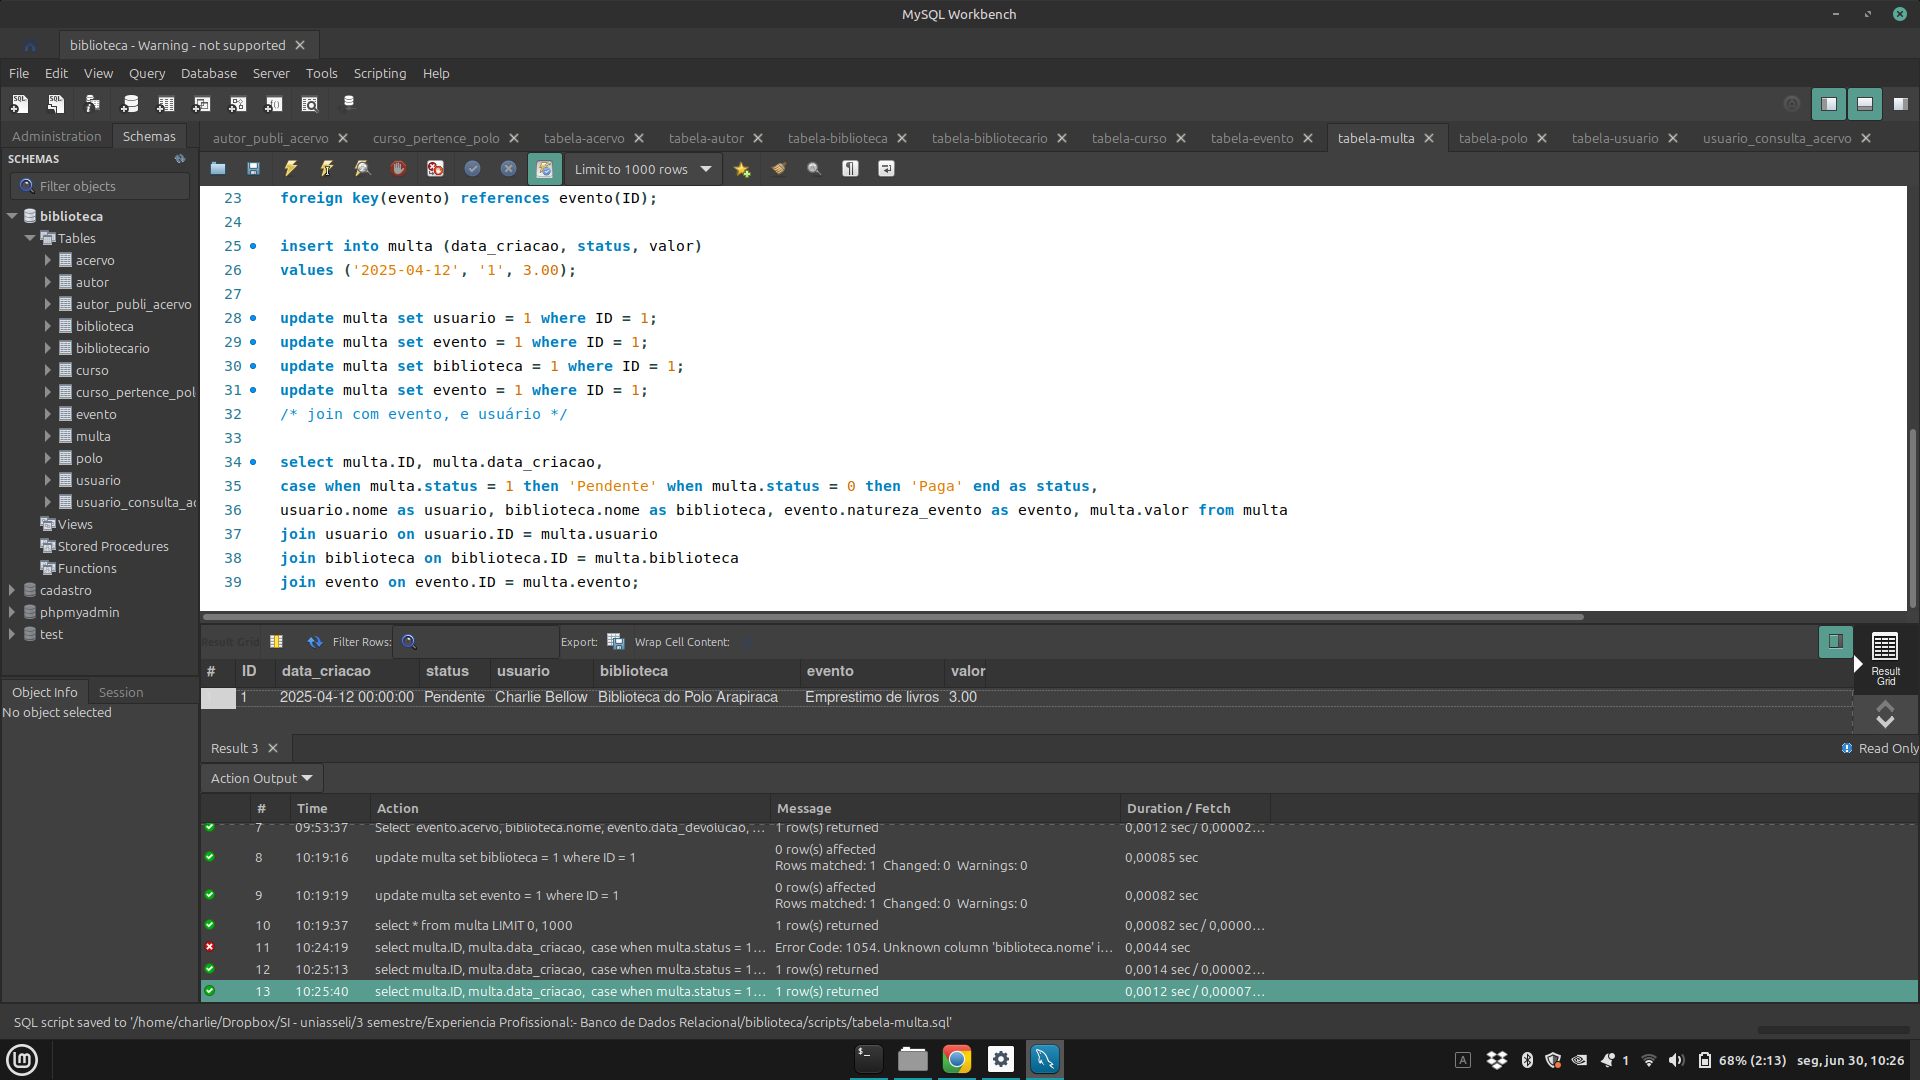 MySQL Workbench
biblioteca - Warning - not supported
File Edit View Query Database Server Tools Scripting Help
Administration Schemas
autor_publi_acervo curso_pertence_polo tabela-acervo tabela-autor tabela-biblioteca tabela-bibliotecario tabela-curso tabela-evento tabela-multa tabela-polo tabela-usuario usuario_consulta_acervo
SCHEMAS
Limit to 1000 rows
Filter objects
biblioteca
Tables
acervo
autor
autor_publi_acervo
biblioteca
bibliotecario
curso
curso_pertence_pol
evento
multa
polo
usuario
usuario_consulta_ac
Views
Stored Procedures
Functions
cadastro
phpmyadmin
test
Object Info Session
No object selected
23 foreign key(evento) references evento(ID);
24
25 insert into multa (data_criacao, status, valor)
26 values ('2025-04-12', '1', 3.00);
27
28 update multa set usuario = 1 where ID = 1;
29 update multa set evento = 1 where ID = 1;
30 update multa set biblioteca = 1 where ID = 1;
31 update multa set evento = 1 where ID = 1;
32 /* join com evento, e usuário */
33
34 select multa.ID, multa.data_criacao,
35 case when multa.status = 1 then 'Pendente' when multa.status = 0 then 'Paga' end as status,
36 usuario.nome as usuario, biblioteca.nome as biblioteca, evento.natureza_evento as evento, multa.valor from multa
37 join usuario on usuario.ID = multa.usuario
38 join biblioteca on biblioteca.ID = multa.biblioteca
39 join evento on evento.ID = multa.evento;
Result Grid Filter Rows: Export: Wrap Cell Content:
# ID data_criacao status usuario biblioteca evento valor
1 2025-04-12 00:00:00 Pendente Charlie Bellow Biblioteca do Polo Arapiraca Emprestimo de livros 3.00
Result
Grid
Result 3
Read Only
Action Output
# Time Action Message Duration / Fetch
7 09:53:37 Select evento.acervo, biblioteca.nome, evento.data_devolucao, ... 1 row(s) returned 0,0012 sec / 0,00002...
8 10:19:16 update multa set biblioteca = 1 where ID = 1 0 row(s) affected
Rows matched: 1 Changed: 0 Warnings: 0 0,00085 sec
9 10:19:19 update multa set evento = 1 where ID = 1 0 row(s) affected
Rows matched: 1 Changed: 0 Warnings: 0 0,00082 sec
10 10:19:37 select * from multa LIMIT 0, 1000 1 row(s) returned 0,00082 sec / 0,0000...
11 10:24:19 select multa.ID, multa.data_criacao, case when multa.status = 1... Error Code: 1054. Unknown column 'biblioteca.nome' i... 0,0044 sec
12 10:25:13 select multa.ID, multa.data_criacao, case when multa.status = 1... 1 row(s) returned 0,0014 sec / 0,00002...
13 10:25:40 select multa.ID, multa.data_criacao, case when multa.status = 1... 1 row(s) returned 0,0012 sec / 0,00007...
SQL script saved to '/home/charlie/Dropbox/SI - uniasseli/3 semestre/Experiencia Profissional:- Banco de Dados Relacional/biblioteca/scripts/tabela-multa.sql'
A 1 68% (2:13) seg, jun 30, 10:26